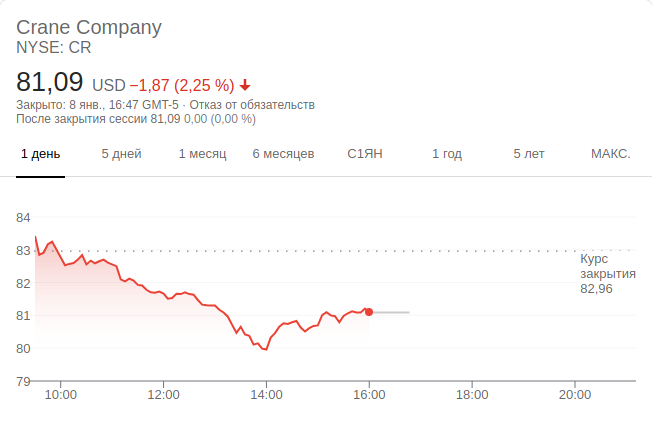 Crane Company
NYSE: CR
81,09 USD −1,87 (2,25 %)
Закрыто: 8 янв., 16:47 GMT-5 · Отказ от обязательств
После закрытия сессии 81,09 0,00 (0,00 %)
1 день 5 дней 1 месяц 6 месяцев С1ЯН 1 год 5 лет МАКС.
84
83
82
81
80
79
Курс
закрытия
82,96
10:00 12:00 14:00 16:00 18:00 20:00